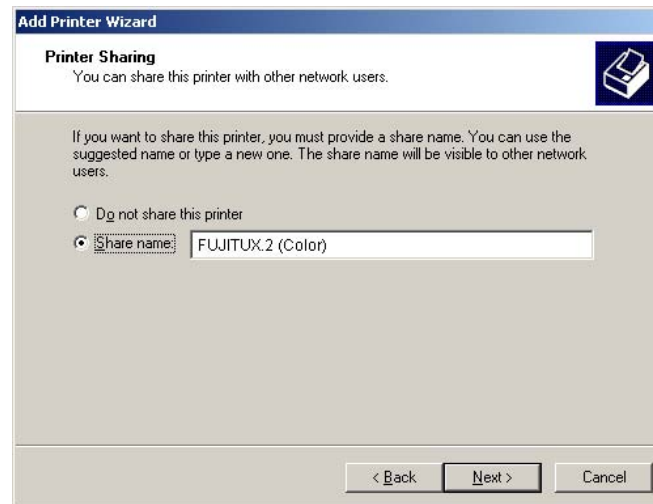 Add Printer Wizard
Printer Sharing
You can share this printer with other network users.
If you want to share this printer, you must provide a share name. You can use the
suggested name or type a new one. The share name will be visible to other network
users.
Do not share this printer
Share name: FUJITUX.2 (Color)
< Back Next > Cancel